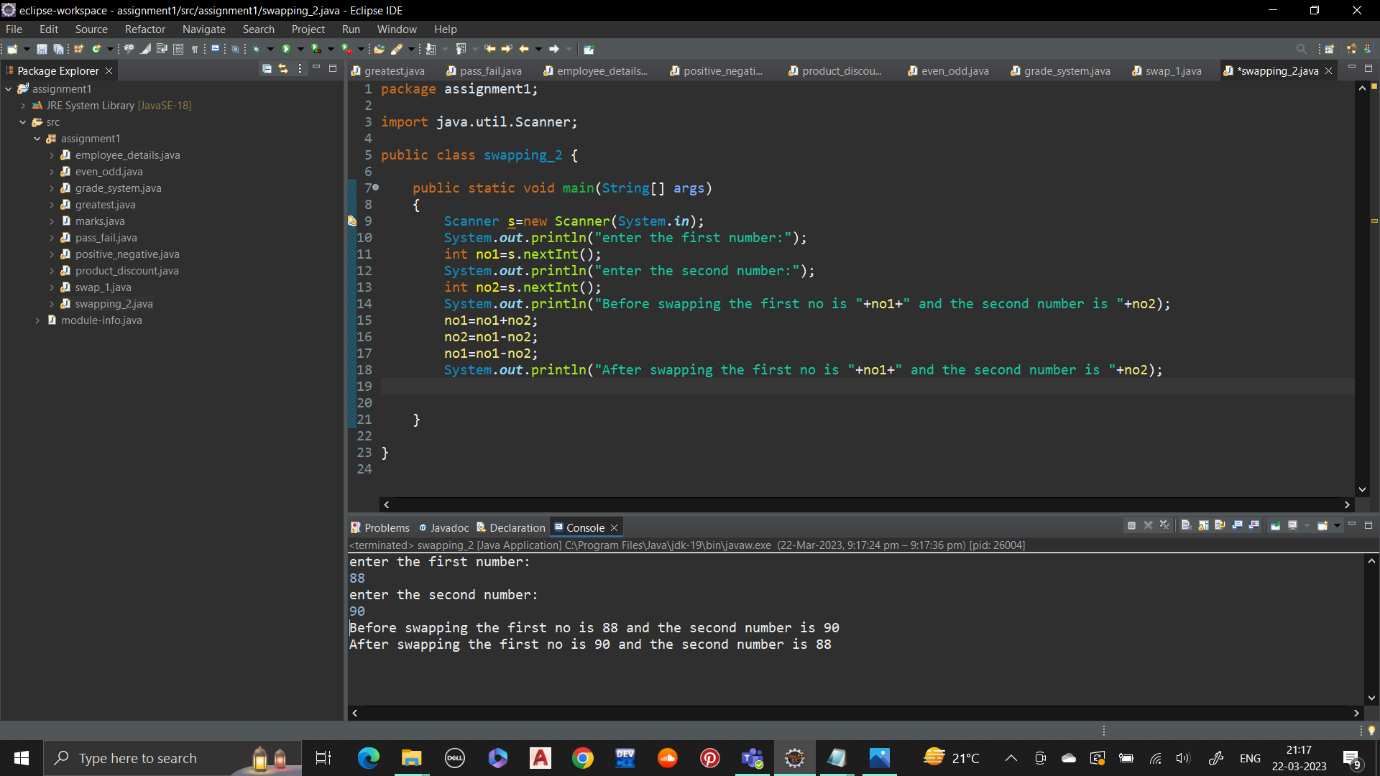 eclipse-workspace - assignment1/src/assignment1/swapping_2.java - Eclipse IDE
File Edit Source Refactor Navigate Search Project Run Window Help
Package Explorer
assignment1
JRE System Library [JavaSE-18]
src
assignment1
employee_details.java
even_odd.java
grade_system.java
greatest.java
marks.java
pass_fail.java
positive_negative.java
product_discount.java
swap_1.java
swapping_2.java
module-info.java
greatest.java pass_fail.java employee_details... positive_negati... product_discou... even_odd.java grade_system.java swap_1.java *swapping_2.java
1 package assignment1;
2
3 import java.util.Scanner;
4
5 public class swapping_2 {
6
7 public static void main(String[] args)
8 {
9 Scanner s=new Scanner(System.in);
10 System.out.println("enter the first number:");
11 int no1=s.nextInt();
12 System.out.println("enter the second number:");
13 int no2=s.nextInt();
14 System.out.println("Before swapping the first no is "+no1+" and the second number is "+no2);
15 no1=no1+no2;
16 no2=no1-no2;
17 no1=no1-no2;
18 System.out.println("After swapping the first no is "+no1+" and the second number is "+no2);
19
20
21 }
22
23 }
24
Problems Javadoc Declaration Console
<terminated> swapping_2 [Java Application] C:\Program Files\Java\jdk-19\bin\javaw.exe (22-Mar-2023, 9:17:24 pm – 9:17:36 pm) [pid: 26004]
enter the first number:
88
enter the second number:
90
Before swapping the first no is 88 and the second number is 90
After swapping the first no is 90 and the second number is 88
Type here to search
DELL
DEV
21°C
ENG
21:17
22-03-2023
9